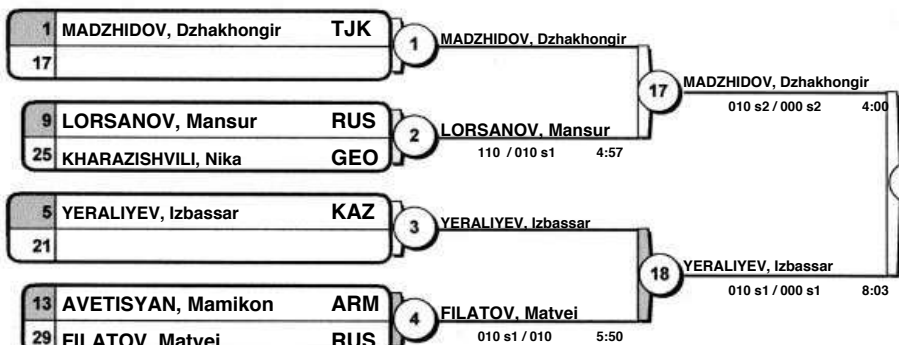 1 MADZHIDOV, Dzhakhongir TJK
17
1
MADZHIDOV, Dzhakhongir
9 LORSANOV, Mansur RUS
25 KHARAZISHVILI, Nika GEO
2
LORSANOV, Mansur
110 / 010 s1 4:57
17
MADZHIDOV, Dzhakhongir
010 s2 / 000 s2 4:00
5 YERALIYEV, Izbassar KAZ
21
3
YERALIYEV, Izbassar
13 AVETISYAN, Mamikon ARM
29 FILATOV, Matvei RUS
4
FILATOV, Matvei
010 s1 / 010 5:50
18
YERALIYEV, Izbassar
010 s1 / 000 s1 8:03